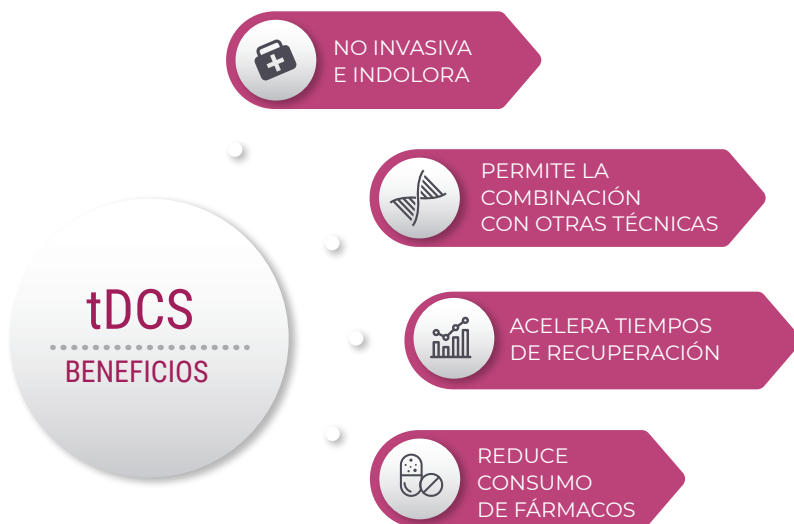 NO INVASIVA
E INDOLORA
PERMITE LA
COMBINACIÓN
CON OTRAS TÉCNICAS
tDCS
BENEFICIOS
ACELERA TIEMPOS
DE RECUPERACIÓN
REDUCE
CONSUMO
DE FÁRMACOS